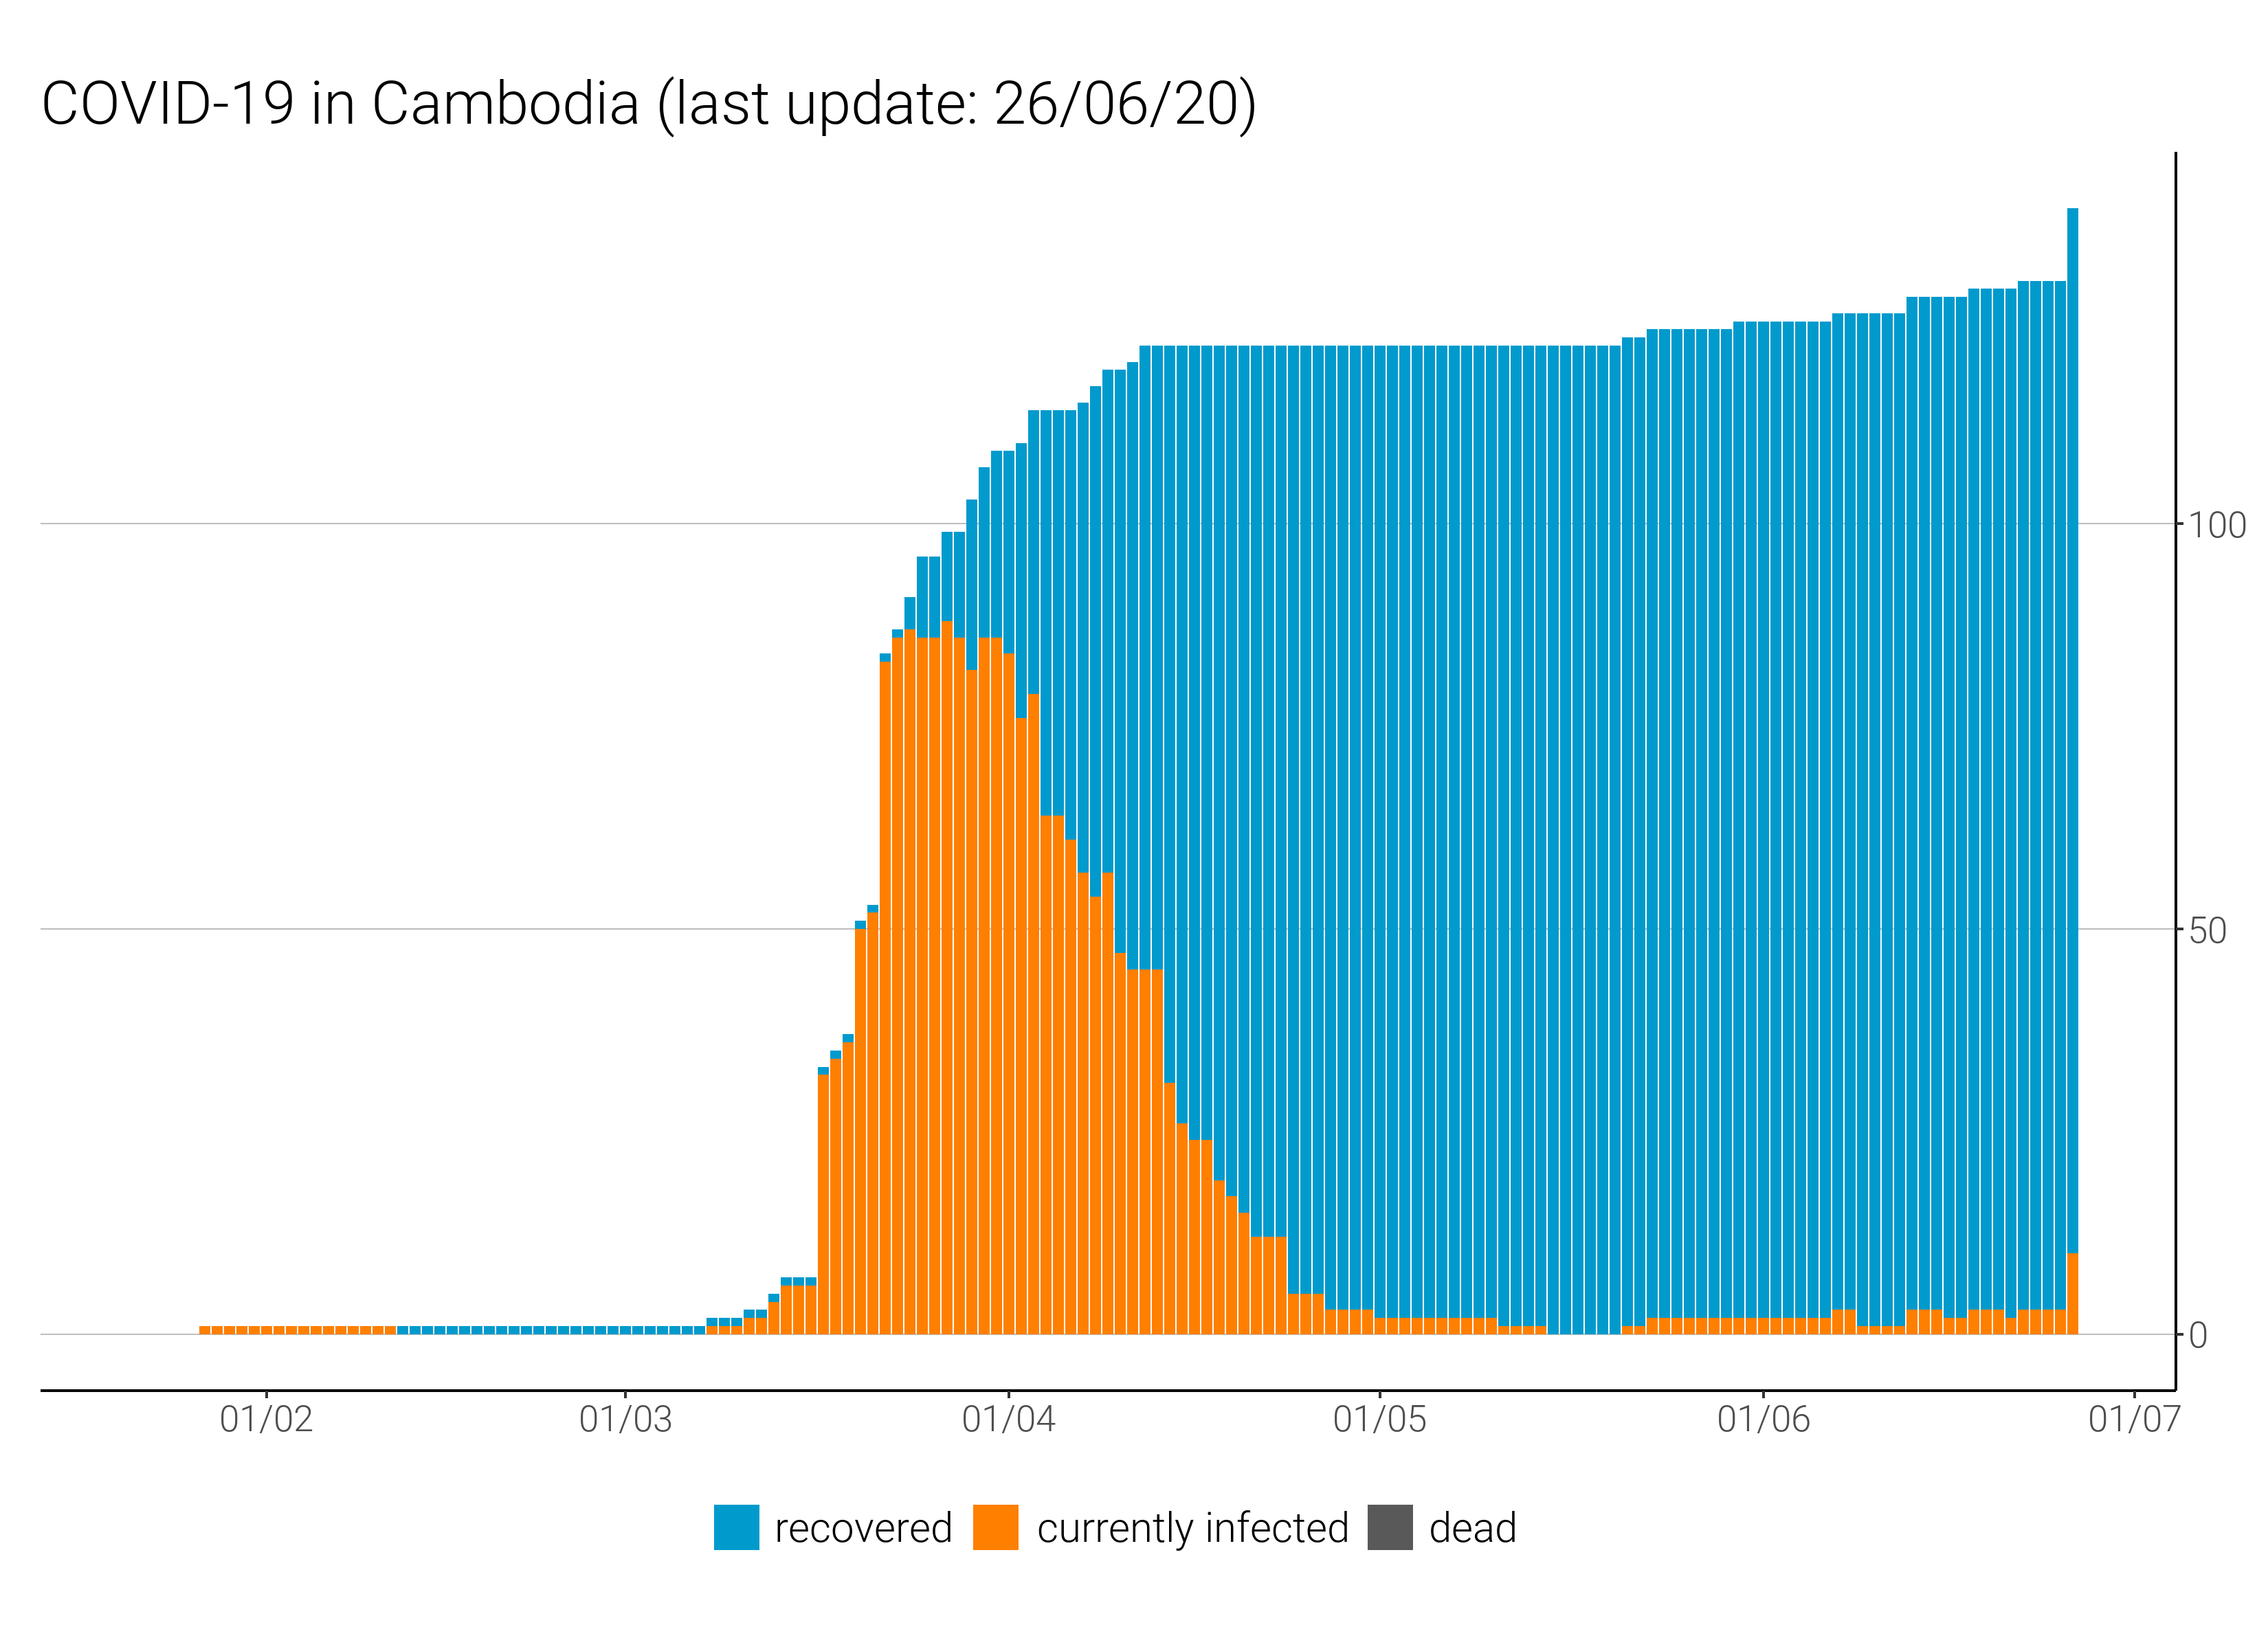 COVID-19 in Cambodia (last update: 26/06/20)
100
50
0
01/02 01/03 01/04 01/05 01/06 01/07
recovered currently infected dead